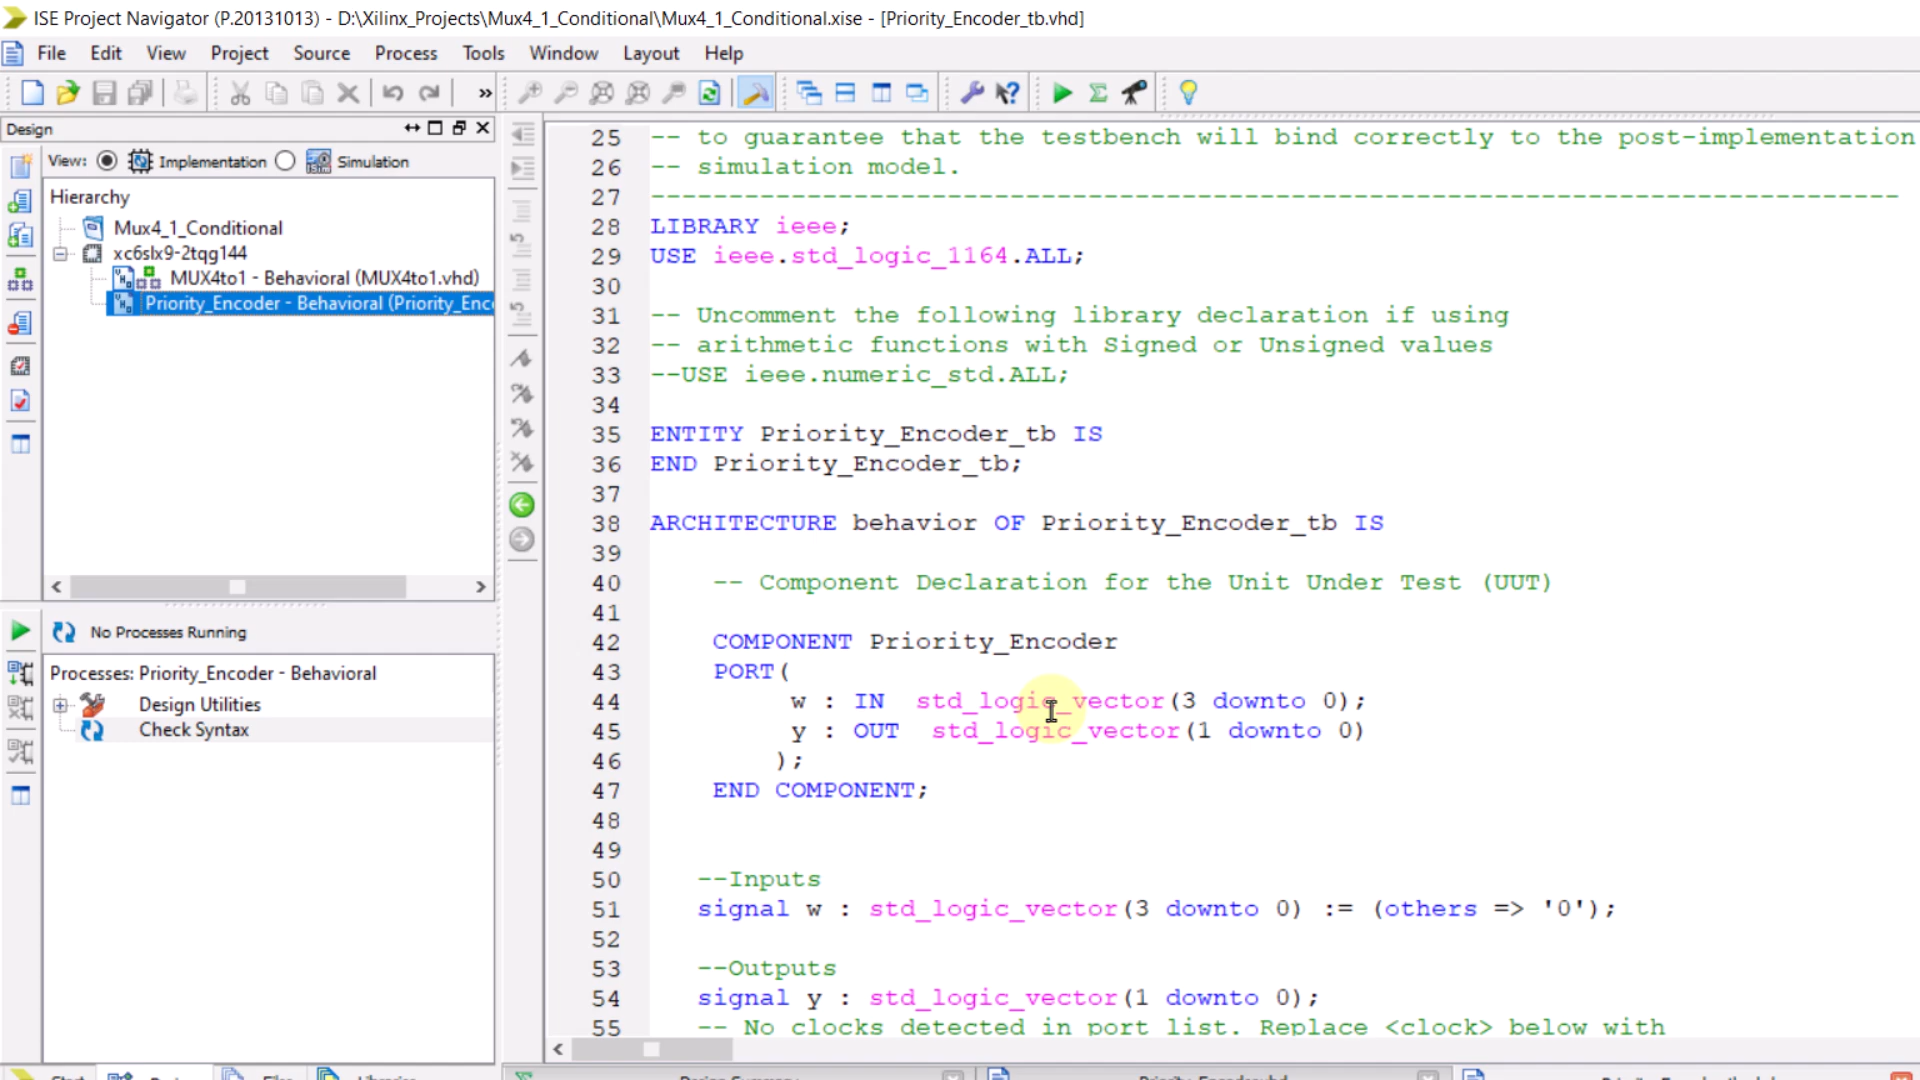 ISE Project Navigator (P.20131013) - D:\Xilinx_Projects\Mux4_1_Conditional\Mux4_1_Conditional.xise - [Priority_Encoder_tb.vhd]
File Edit View Project Source Process Tools Window Layout Help
»
Design
View: Implementation Simulation
Hierarchy
Mux4_1_Conditional
xc6slx9-2tqg144
MUX4to1 - Behavioral (MUX4to1.vhd)
Priority_Encoder - Behavioral (Priority_Enc
No Processes Running
Processes: Priority_Encoder - Behavioral
Design Utilities
Check Syntax
25 -- to guarantee that the testbench will bind correctly to the post-implementation
26 -- simulation model.
27 --------------------------------------------------------------------------------
28 LIBRARY ieee;
29 USE ieee.std_logic_1164.ALL;
30
31 -- Uncomment the following library declaration if using
32 -- arithmetic functions with Signed or Unsigned values
33 --USE ieee.numeric_std.ALL;
34
35 ENTITY Priority_Encoder_tb IS
36 END Priority_Encoder_tb;
37
38 ARCHITECTURE behavior OF Priority_Encoder_tb IS
39
40 -- Component Declaration for the Unit Under Test (UUT)
41
42 COMPONENT Priority_Encoder
43 PORT(
44 w : IN std_logic_vector(3 downto 0);
45 y : OUT std_logic_vector(1 downto 0)
46 );
47 END COMPONENT;
48
49
50 --Inputs
51 signal w : std_logic_vector(3 downto 0) := (others => '0');
52
53 --Outputs
54 signal y : std_logic_vector(1 downto 0);
55 -- No clocks detected in port list. Replace <clock> below with